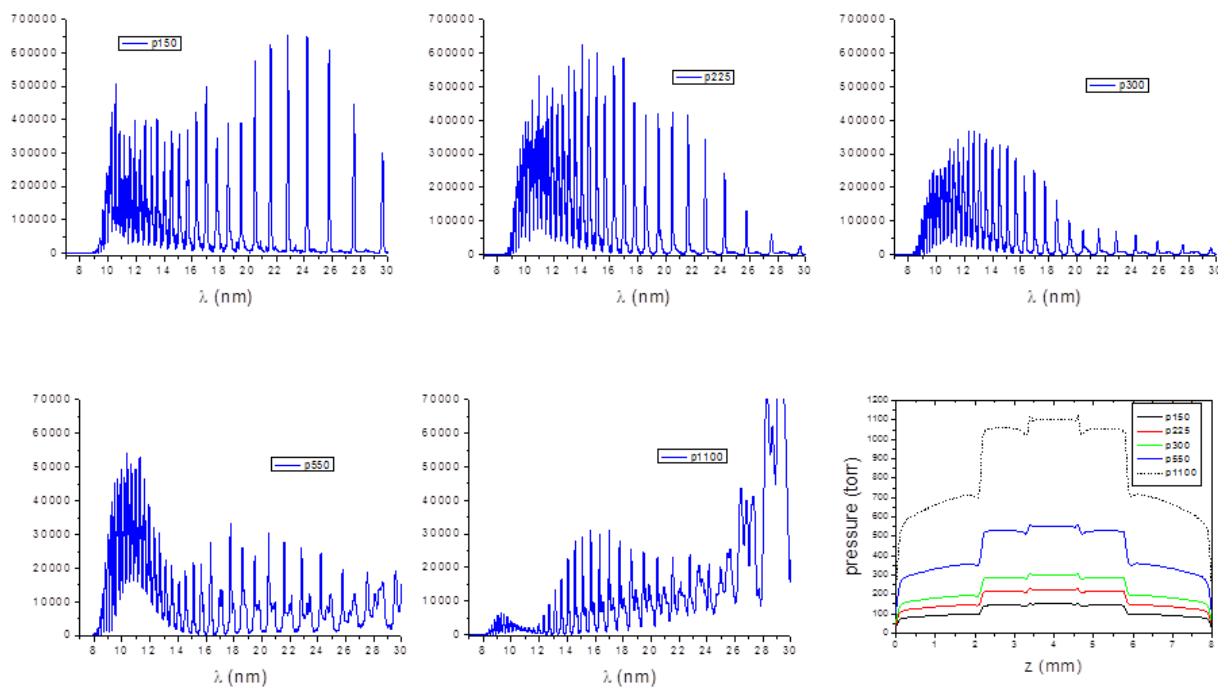 700000
600000
500000
400000
300000
200000
100000
0
p150
8 10 12 14 16 18 20 22 24 26 28 30
λ (nm)
700000
600000
500000
400000
300000
200000
100000
0
p225
8 10 12 14 16 18 20 22 24 26 28 30
λ (nm)
700000
600000
500000
400000
300000
200000
100000
0
p300
8 10 12 14 16 18 20 22 24 26 28 30
λ (nm)
70000
60000
50000
40000
30000
20000
10000
0
p550
8 10 12 14 16 18 20 22 24 26 28 30
λ (nm)
70000
60000
50000
40000
30000
20000
10000
0
p1100
8 10 12 14 16 18 20 22 24 26 28 30
λ (nm)
pressure (torr)
1200
1100
1000
900
800
700
600
500
400
300
200
100
0
p150
p225
p300
p550
p1100
0 1 2 3 4 5 6 7 8
z (mm)